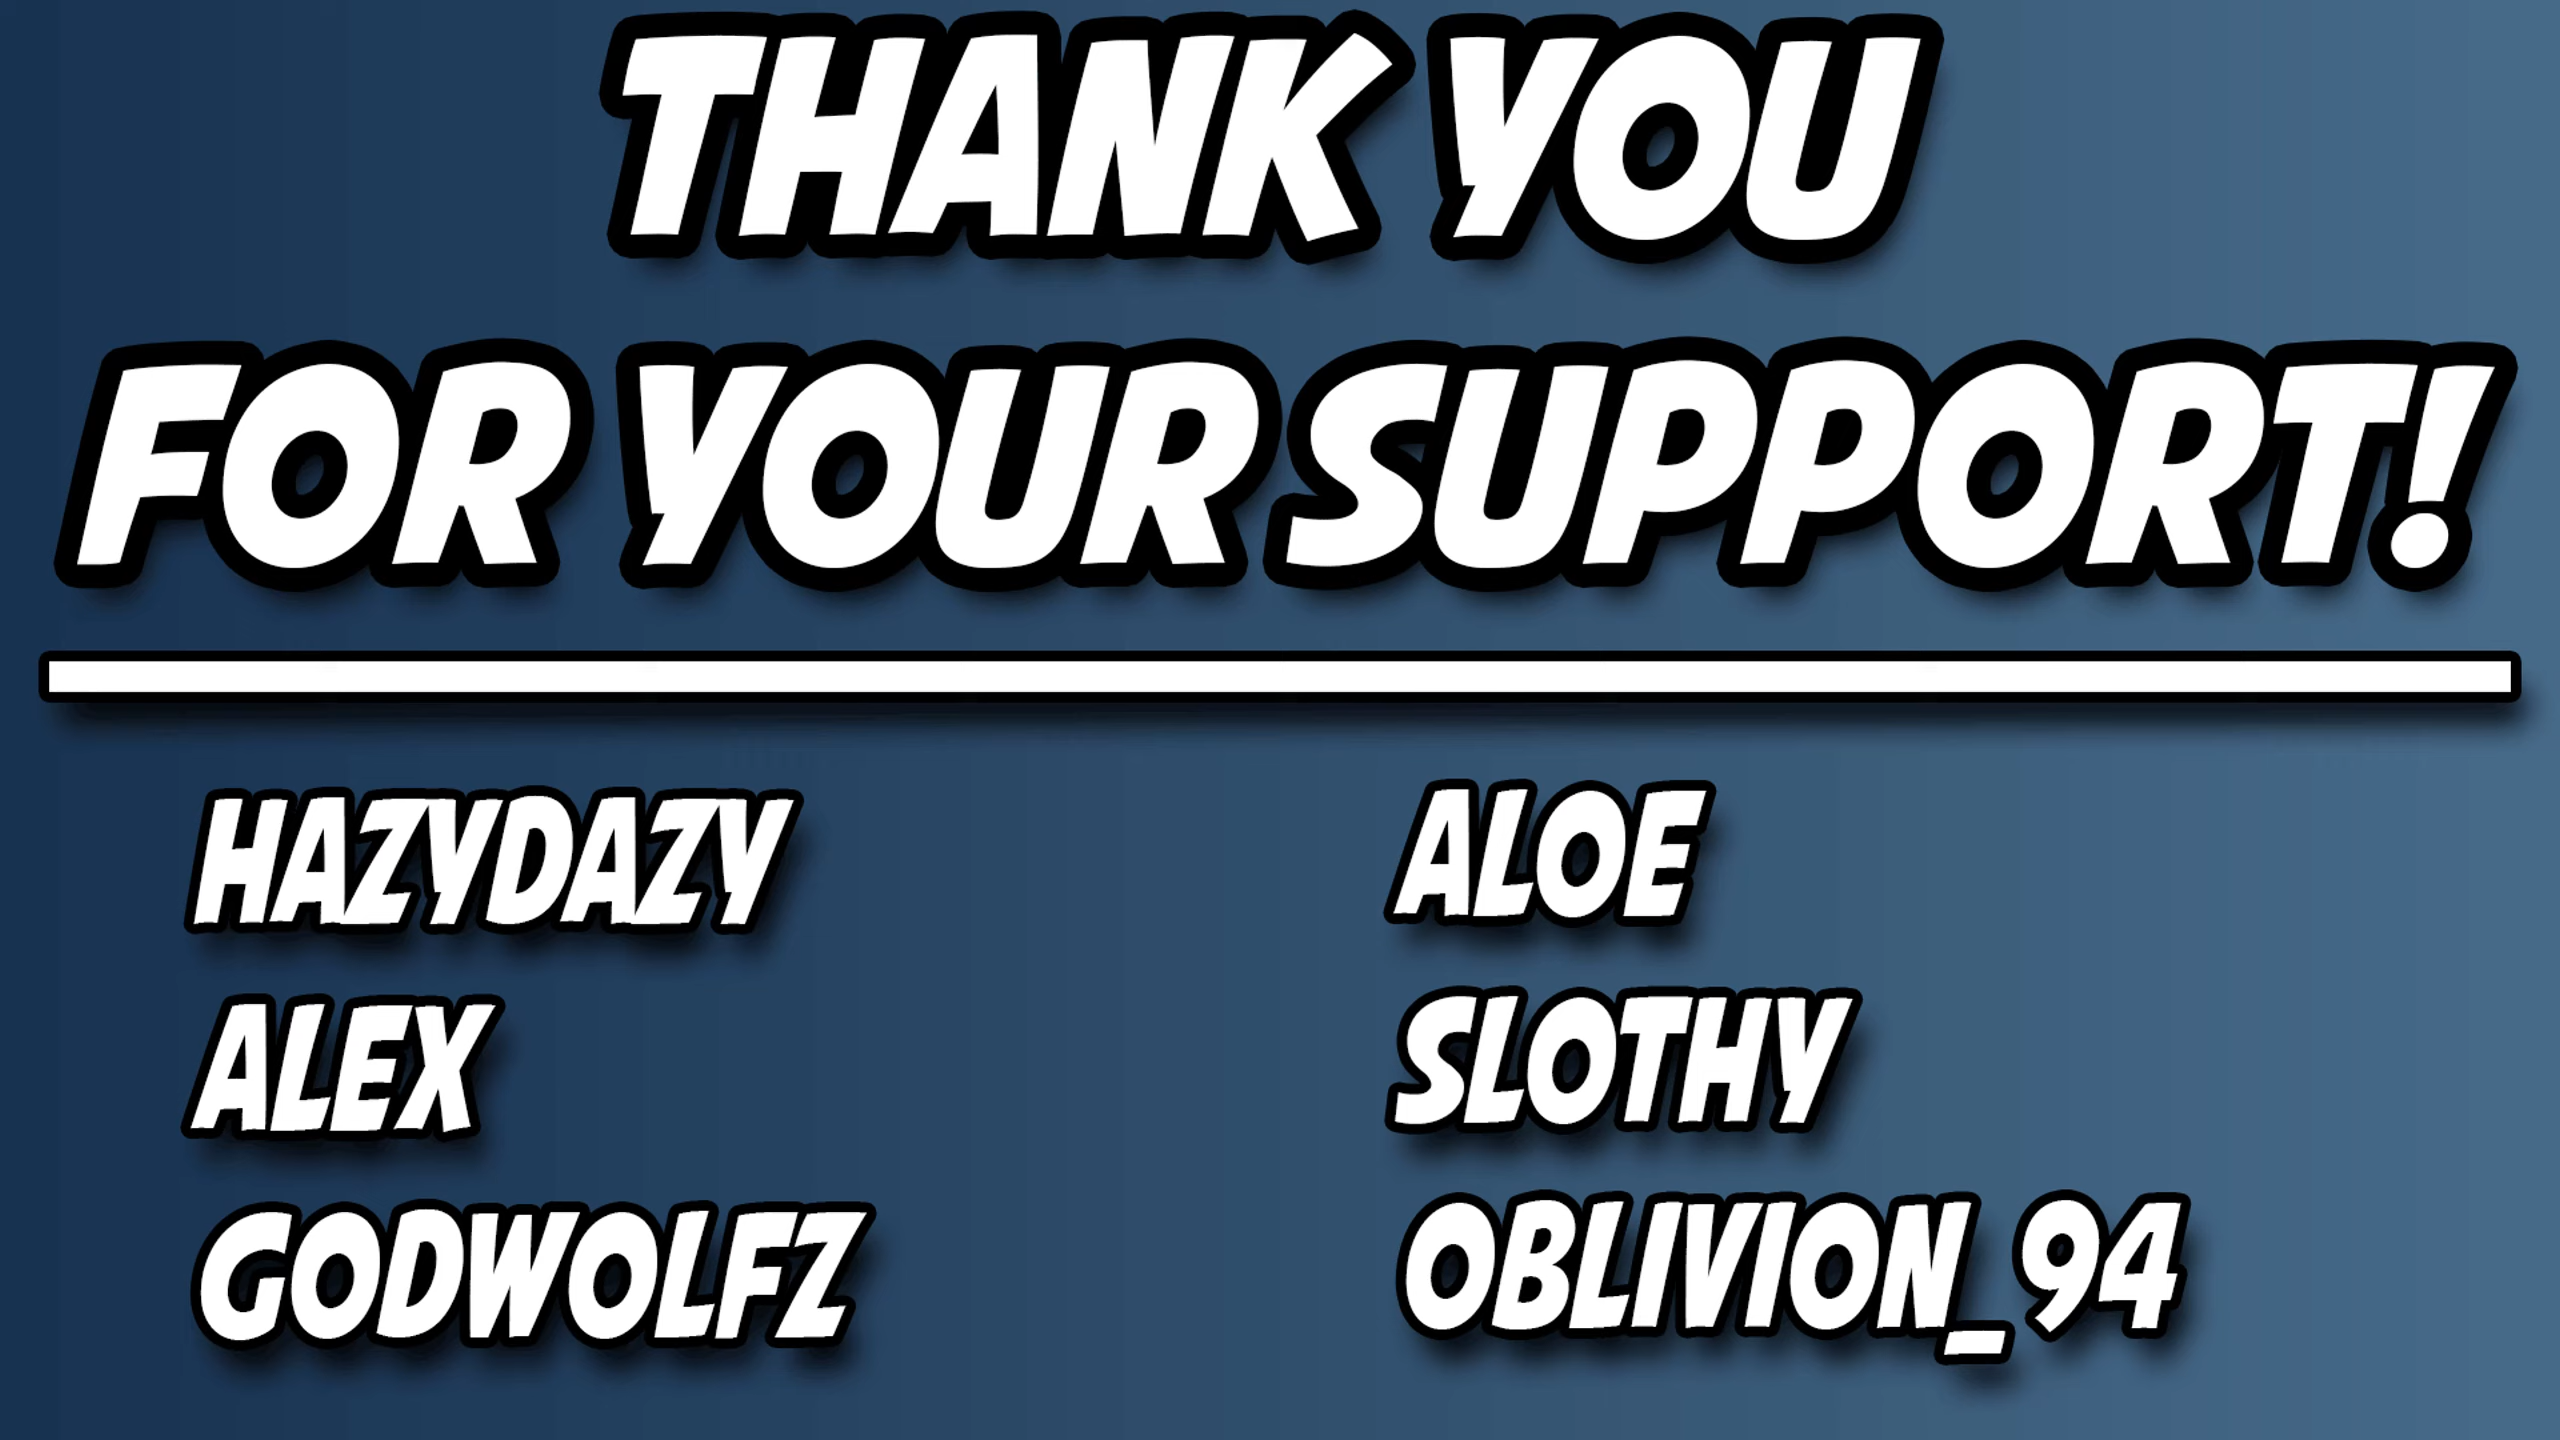 THANK YOU
FOR YOUR SUPPORT!
HAZYDAZY
ALEX
GODWOLFZ
ALOE
SLOTHY
OBLIVION_94